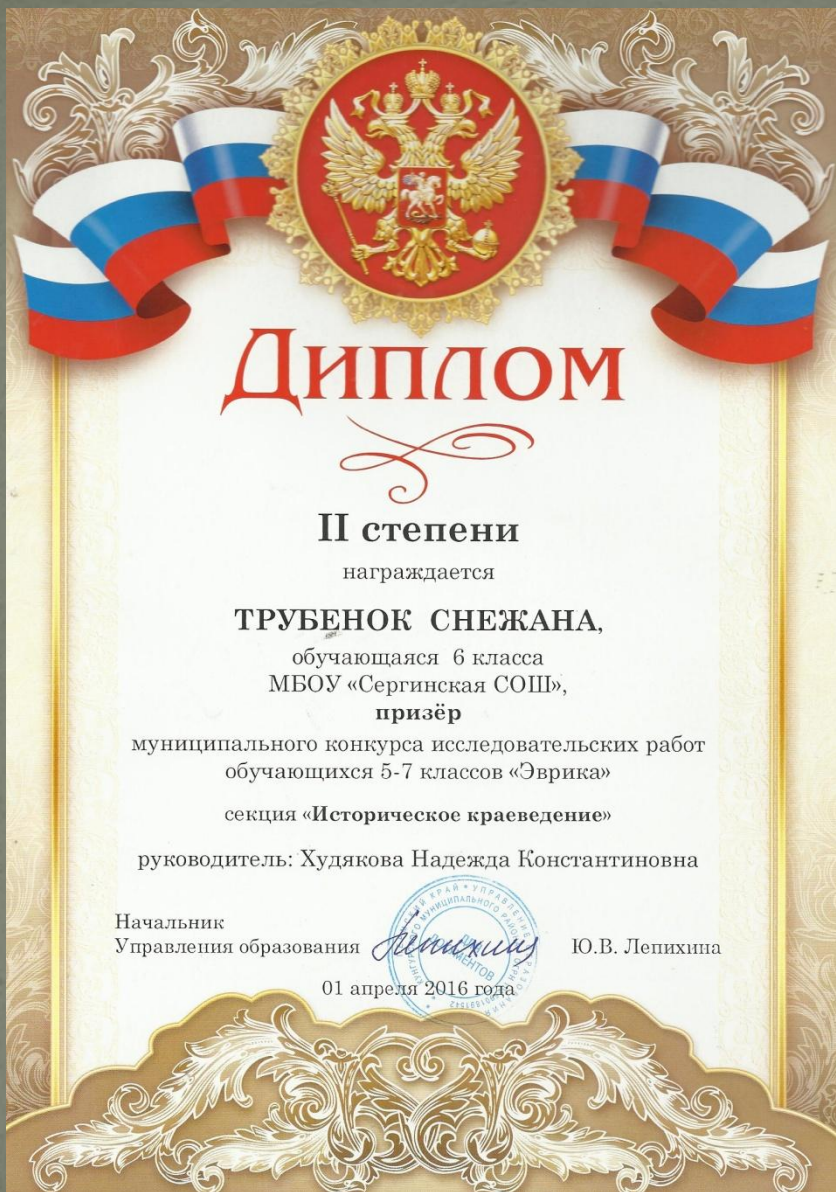 Диплом
II степени
награждается
ТРУБЕНОК СНЕЖАНА,
обучающаяся 6 класса
МБОУ «Сергинская СОШ»,
призёр
муниципального конкурса исследовательских работ
обучающихся 5-7 классов «Эврика»
секция «Историческое краеведение»
руководитель: Худякова Надежда Константиновна
Начальник
Управления образования
Ю.В. Лепихина
01 апреля 2016 года